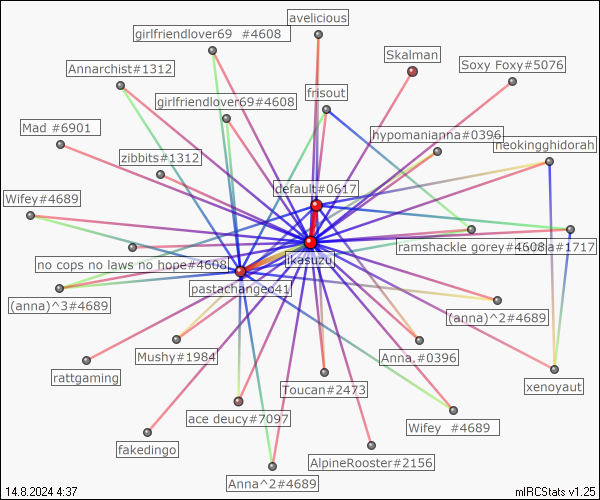 avelicious
girlfriendlover69 #4608
Skalman
Soxy Foxy#5076
Annarchist#1312
girlfriendlover69#4608
frisout
Mad #6901
hypomanianna#0396
neokingghidorah
zibbits#1312
default#0617
Wifey#4689
ramshackle gorey#4608
#1717
likasuzu
no cops no laws no hope#4608
pastachangeo41
(anna)^3#4689
(anna)^2#4689
Mushy#1984
Anna.#0396
rattgaming
Toucan#2473
xenoyaut
ace deucy#7097
Wifey #4689
fakedingo
AlpineRooster#2156
Anna^2#4689
14.8.2024 4:37
mIRCStats v1.25